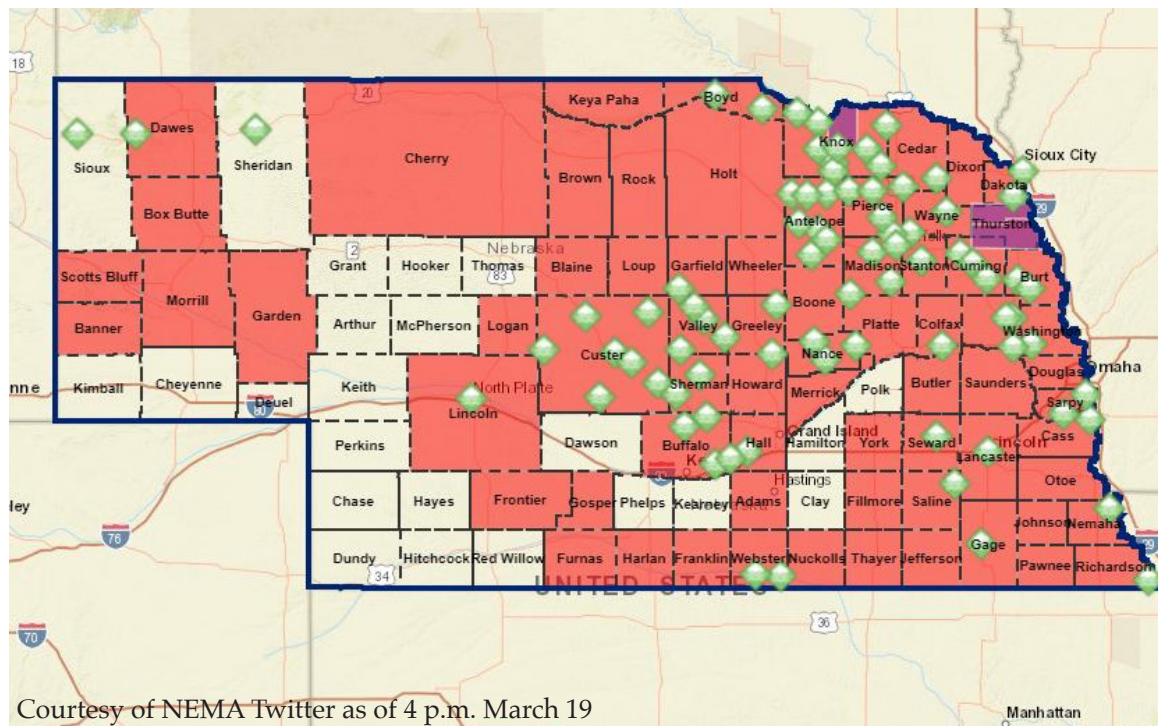 18
20
Keya Paha
Boyd
Dawes
Knox
Cedar
Sioux City
Sioux
Sheridan
Cherry
Brown
Rock
Holt
Dixon
Dakota
29
Box Butte
Antelope
Pierce
Wayne
Thurston
2
Nebraska
Grant
Hooker
Thomas
83
Blaine
Loup
Garfield
Wheeler
Madison
Stanton
Cuming
Burt
Scotts Bluff
Morrill
Garden
Boone
Banner
Arthur
McPherson
Logan
Valley
Greeley
Platte
Colfax
Washington
Custer
Nance
Kimball
Cheyenne
Deuel
80
Keith
North Platte
Lincoln
Sherman
Howard
Merrick
Polk
Butler
Saunders
Douglas
Omaha
Sarpy
Perkins
Dawson
Buffalo
Hall
Grand Island
Hamilton
York
Seward
Lancaster
Cass
Chase
Hayes
Frontier
Gosper
Phelps
Kearney
Adams
Hastings
Clay
Fillmore
Saline
Otoe
76
Johnson
Nemaha
29
Dundy
Hitchcock
Red Willow
34
Furnas
Harlan
Franklin
Webster
Nuckolls
Thayer
Jefferson
Gage
Pawnee
Richardson
UNITED STATES
36
70
Courtesy of NEMA Twitter as of 4 p.m. March 19
Manhattan